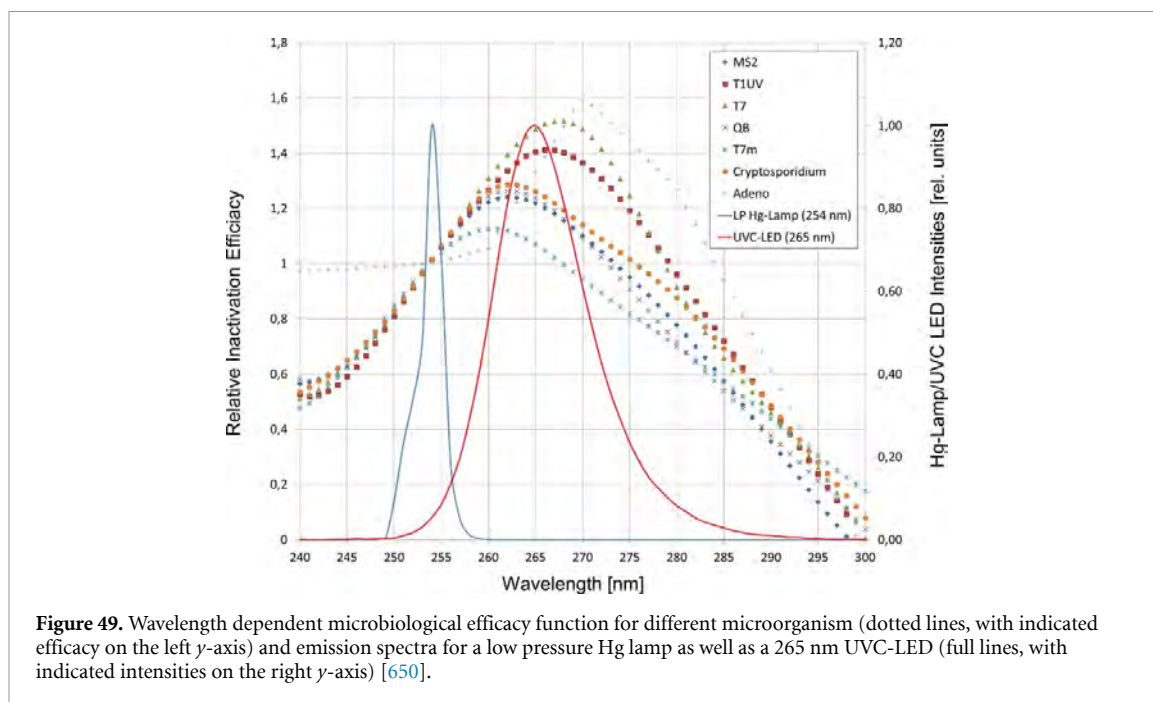 1,8
1,6
1,4
1,2
1
0,8
0,6
0,4
0,2
0
Relative Inactivation Efficiacy
1,20
1,00
0,80
0,60
0,40
0,20
0,00
Hg-Lamp/UVC LED Intensities [rel. units]
MS2
T1UV
T7
QB
T7m
Cryptosporidium
Adeno
LP Hg-Lamp (254 nm)
UVC-LED (265 nm)
240 245 250 255 260 265 270 275 280 285 290 295 300
Wavelength [nm]
Figure 49. Wavelength dependent microbiological efficacy function for different microorganism (dotted lines, with indicated
efficacy on the left y-axis) and emission spectra for a low pressure Hg lamp as well as a 265 nm UVC-LED (full lines, with
indicated intensities on the right y-axis) [650].